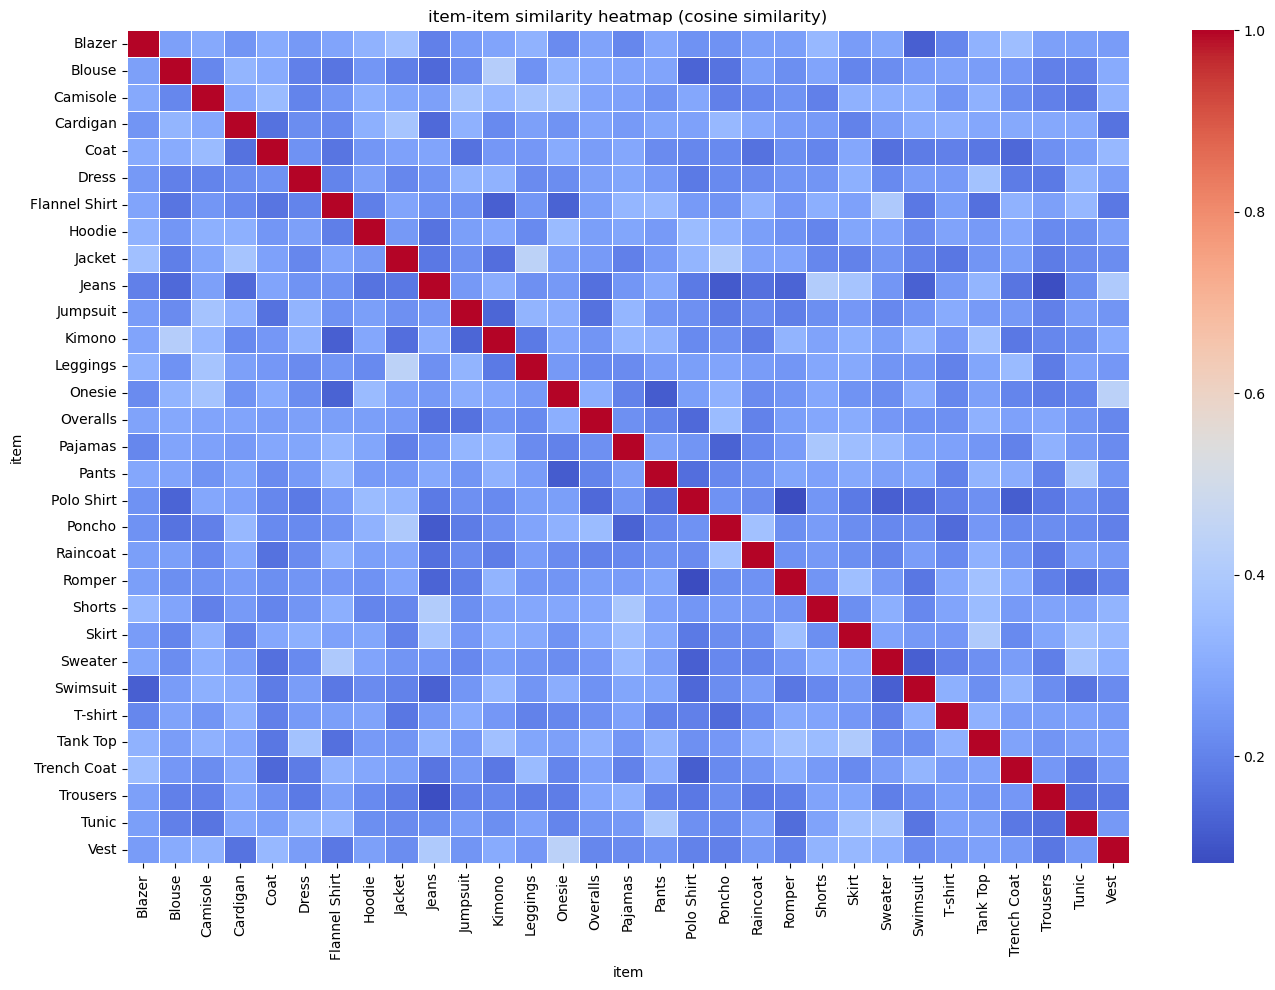 item-item similarity heatmap (cosine similarity)
item
Blazer
Blouse
Camisole
Cardigan
Coat
Dress
Flannel Shirt
Hoodie
Jacket
Jeans
Jumpsuit
Kimono
Leggings
Onesie
Overalls
Pajamas
Pants
Polo Shirt
Poncho
Raincoat
Romper
Shorts
Skirt
Sweater
Swimsuit
T-shirt
Tank Top
Trench Coat
Trousers
Tunic
Vest
Blazer
Blouse
Camisole
Cardigan
Coat
Dress
Flannel Shirt
Hoodie
Jacket
Jeans
Jumpsuit
Kimono
Leggings
Onesie
Overalls
Pajamas
Pants
Polo Shirt
Poncho
Raincoat
Romper
Shorts
Skirt
Sweater
Swimsuit
T-shirt
Tank Top
Trench Coat
Trousers
Tunic
Vest
item
1.0
0.8
0.6
0.4
0.2